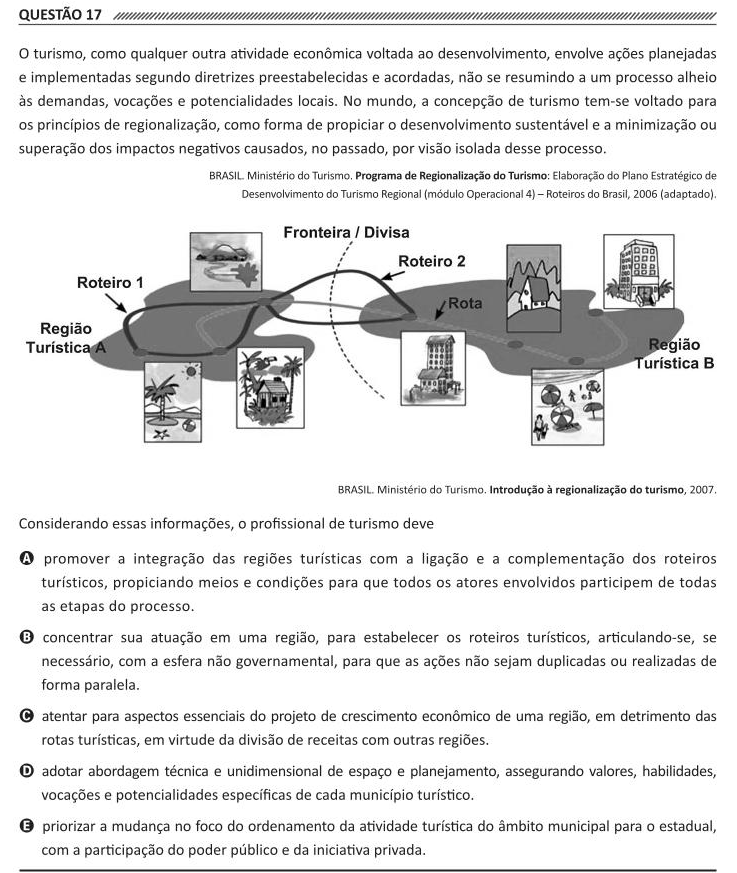 QUESTÃO 17
O turismo, como qualquer outra atividade econômica voltada ao desenvolvimento, envolve ações planejadas
e implementadas segundo diretrizes preestabelecidas e acordadas, não se resumindo a um processo alheio
às demandas, vocações e potencialidades locais. No mundo, a concepção de turismo tem-se voltado para
os princípios de regionalização, como forma de propiciar o desenvolvimento sustentável e a minimização ou
superação dos impactos negativos causados, no passado, por visão isolada desse processo.
BRASIL. Ministério do Turismo. Programa de Regionalização do Turismo: Elaboração do Plano Estratégico de
Desenvolvimento do Turismo Regional (módulo Operacional 4) – Roteiros do Brasil, 2006 (adaptado).
Fronteira / Divisa
Roteiro 1
Roteiro 2
Rota
Região
Turística A
Região
Turística B
BRASIL. Ministério do Turismo. Introdução à regionalização do turismo, 2007.
Considerando essas informações, o profissional de turismo deve
A promover a integração das regiões turísticas com a ligação e a complementação dos roteiros
turísticos, propiciando meios e condições para que todos os atores envolvidos participem de todas
as etapas do processo.
B concentrar sua atuação em uma região, para estabelecer os roteiros turísticos, articulando-se, se
necessário, com a esfera não governamental, para que as ações não sejam duplicadas ou realizadas de
forma paralela.
C atentar para aspectos essenciais do projeto de crescimento econômico de uma região, em detrimento das
rotas turísticas, em virtude da divisão de receitas com outras regiões.
D adotar abordagem técnica e unidimensional de espaço e planejamento, assegurando valores, habilidades,
vocações e potencialidades específicas de cada município turístico.
E priorizar a mudança no foco do ordenamento da atividade turística do âmbito municipal para o estadual,
com a participação do poder público e da iniciativa privada.